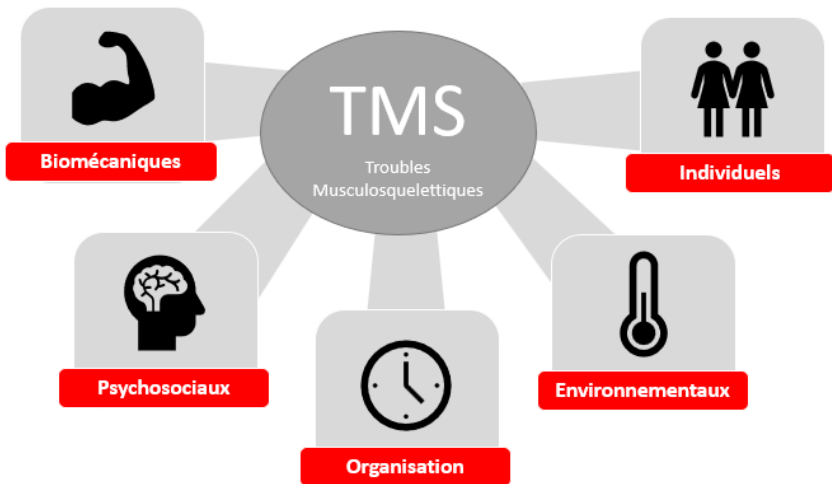 TMS
Troubles
Musculosquelettiques
Biomécaniques
Individuels
Psychosociaux
Environnementaux
Organisation